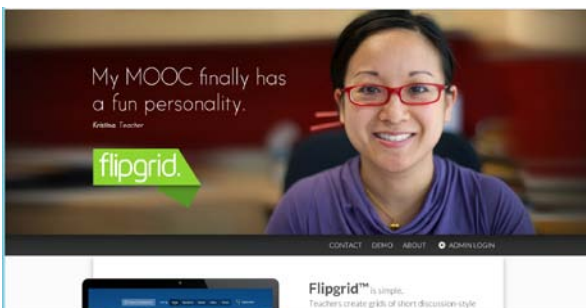 My MOOC finally has
a fun personality.
Kristina Teacher
flipgrid.
CONTACT DEMO ABOUT ADMIN LOGIN
Flipgrid™ is simple.
Teachers create grids of short discussion-style